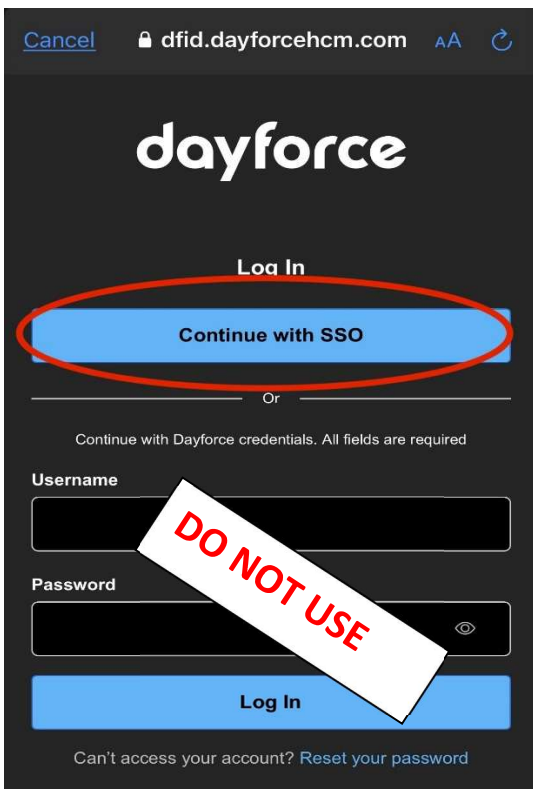 Cancel dfid.dayforcehcm.com AA
dayforce
Log In
Continue with SSO
Or
Continue with Dayforce credentials. All fields are required
Username
DO NOT USE
Password
Log In
Can't access your account? Reset your password